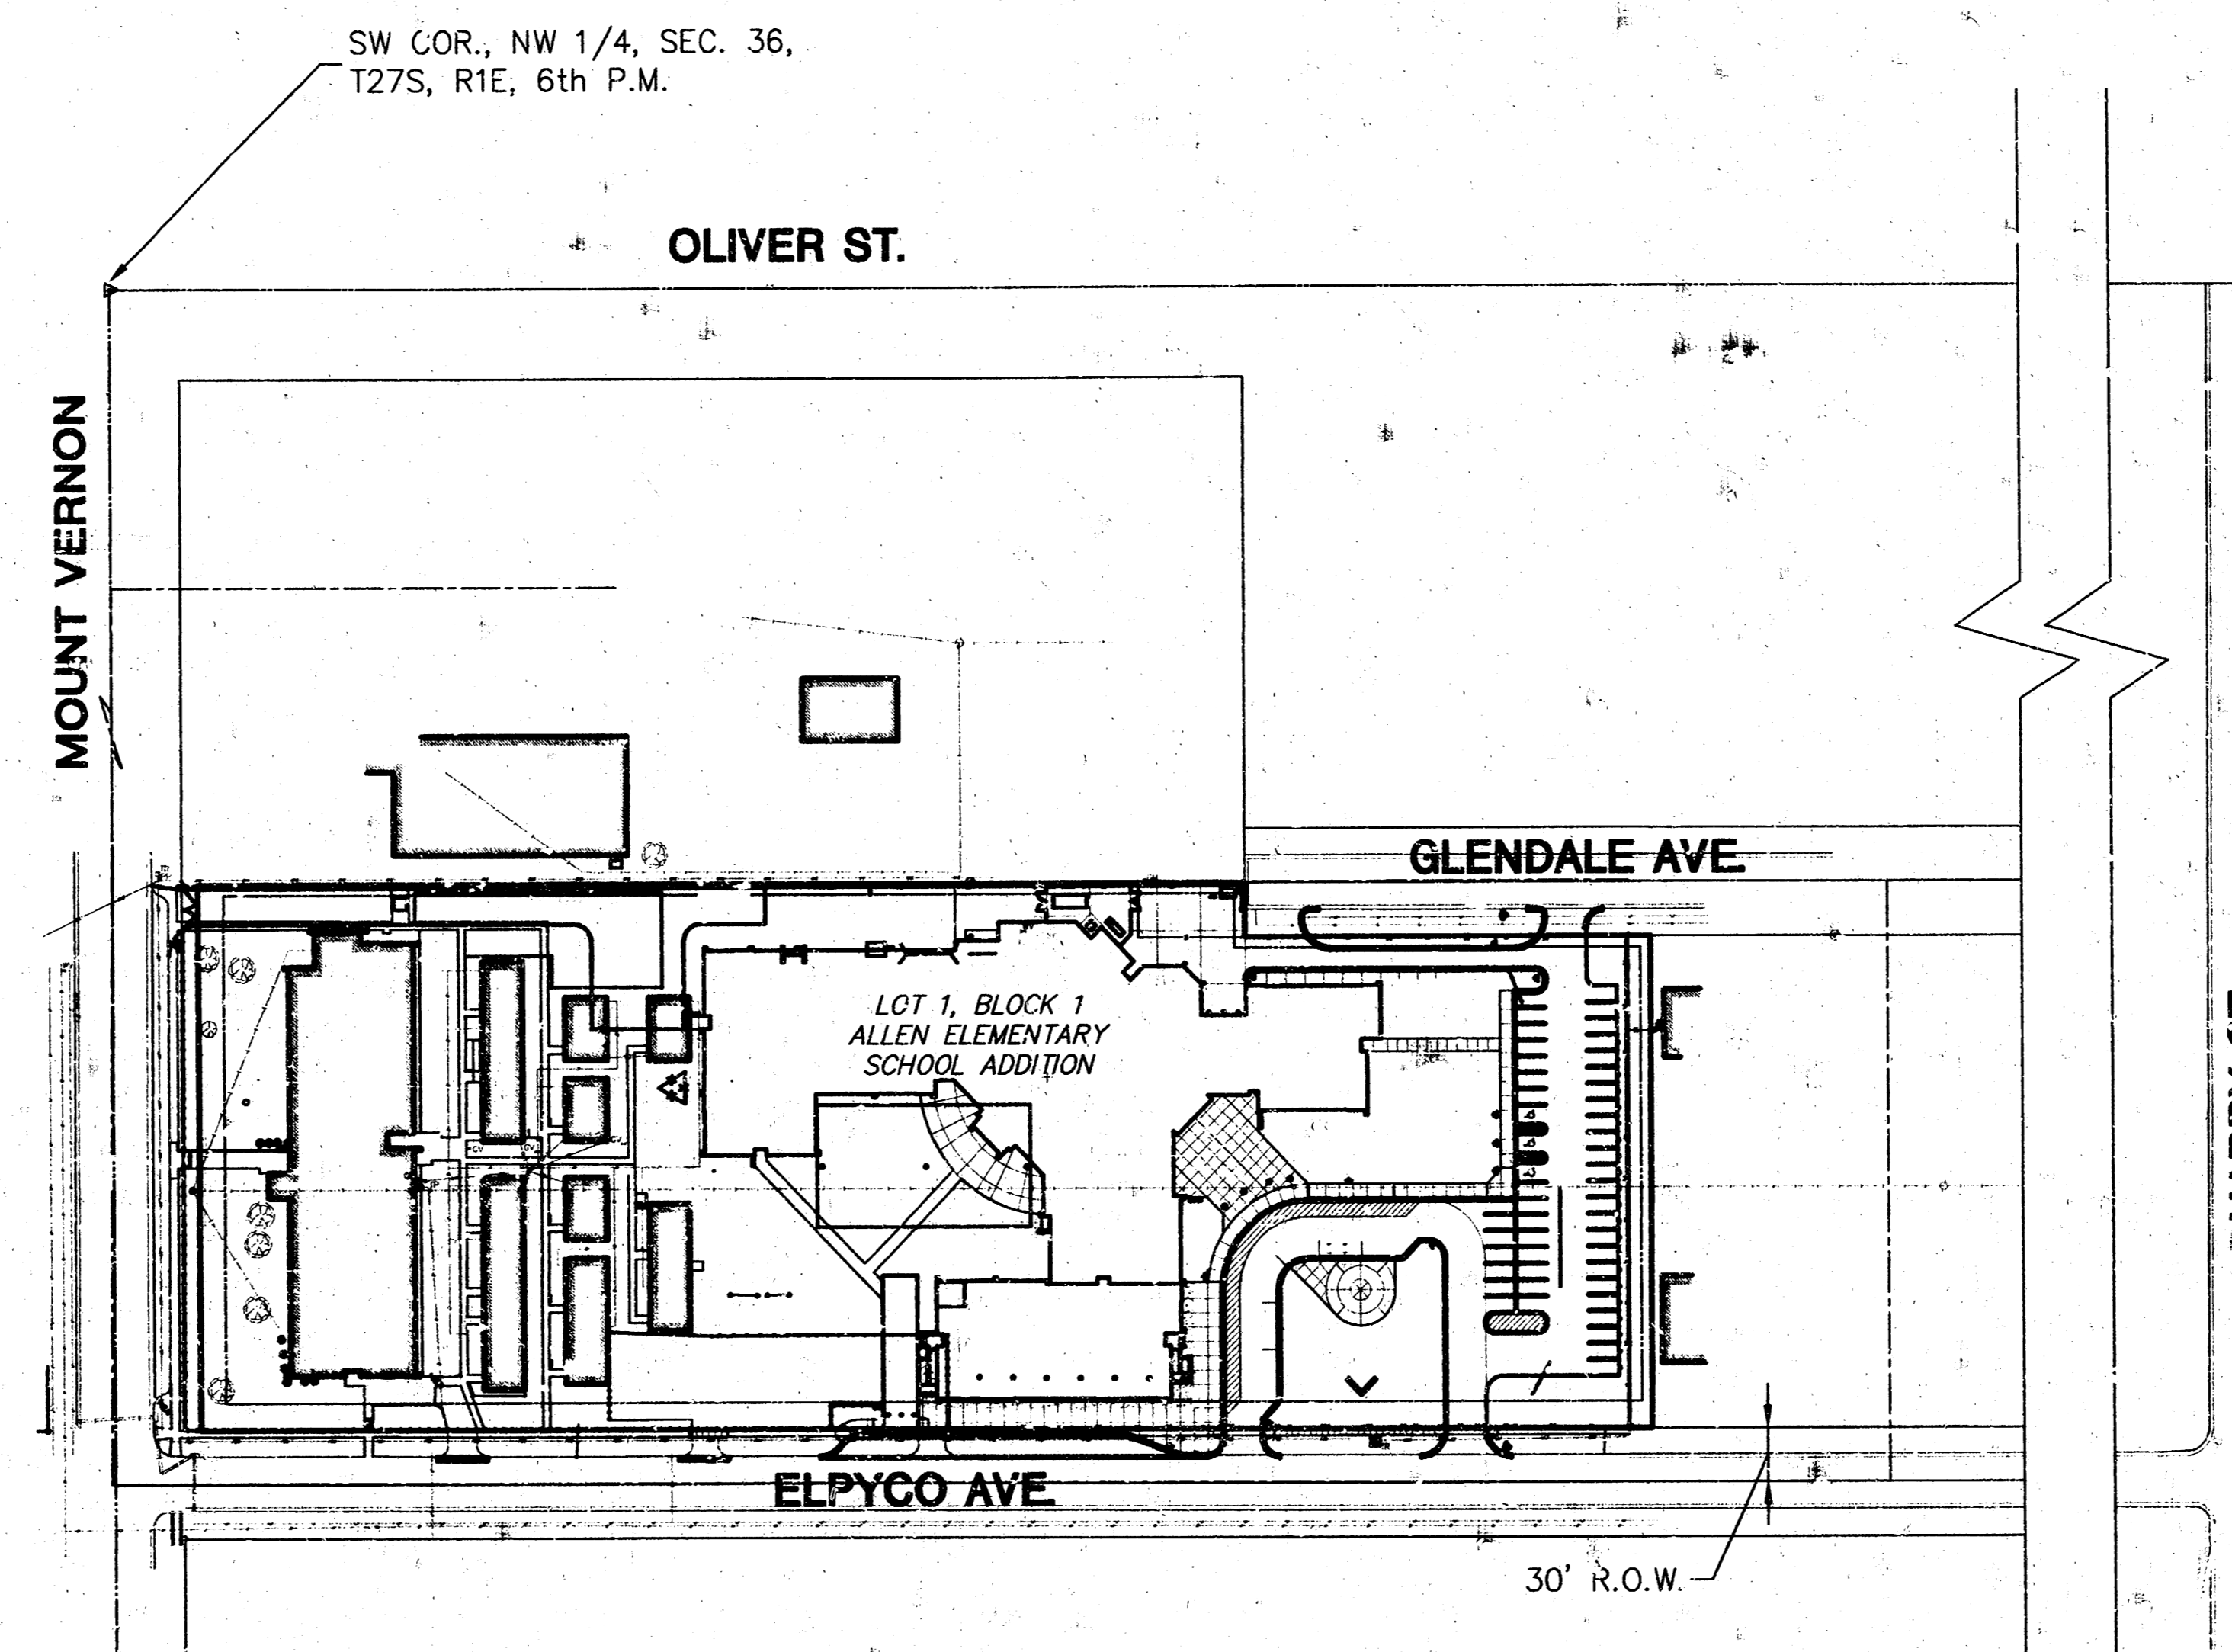 SW COR., NW 1/4, SEC. 36,
T27S, R1E, 6th P.M.
OLIVER ST.
MOUNT VERNON
GLENDALE AVE.
LOT 1, BLOCK 1
ALLEN ELEMENTARY
SCHOOL ADDITION
ELPYCO AVE.
30' R.O.W.